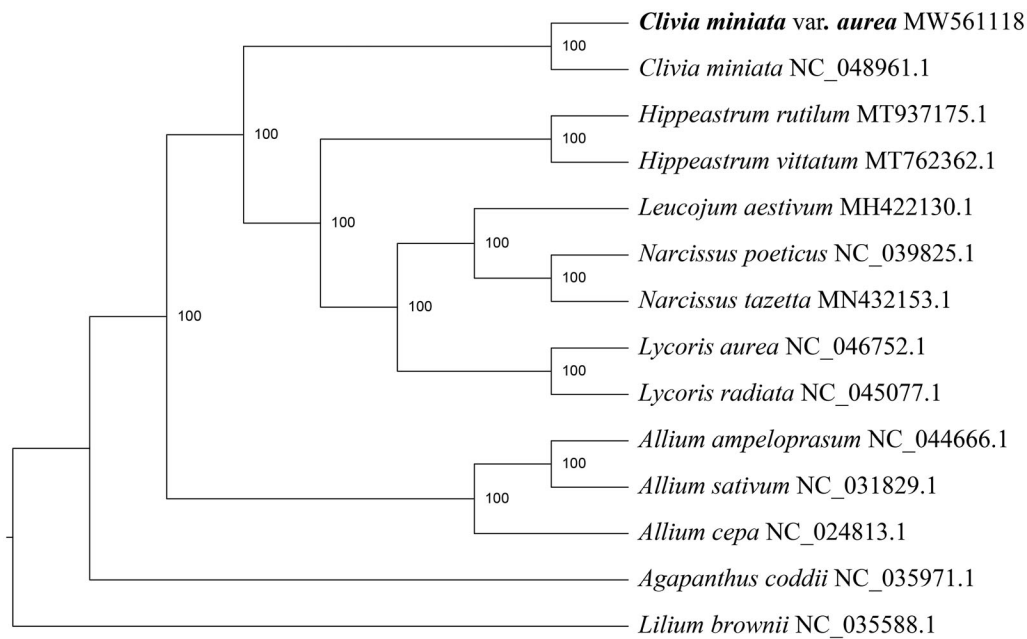 Clivia miniata var. aurea MW561118
100
Clivia miniata NC_048961.1
Hippeastrum rutilum MT937175.1
100
100
Hippeastrum vittatum MT762362.1
Leucojum aestivum MH422130.1
100
100
Narcissus poeticus NC_039825.1
100
Narcissus tazetta MN432153.1
100
100
Lycoris aurea NC_046752.1
100
Lycoris radiata NC_045077.1
Allium ampeloprasum NC_044666.1
100
Allium sativum NC_031829.1
100
Allium cepa NC_024813.1
Agapanthus coddii NC_035971.1
Lilium brownii NC_035588.1